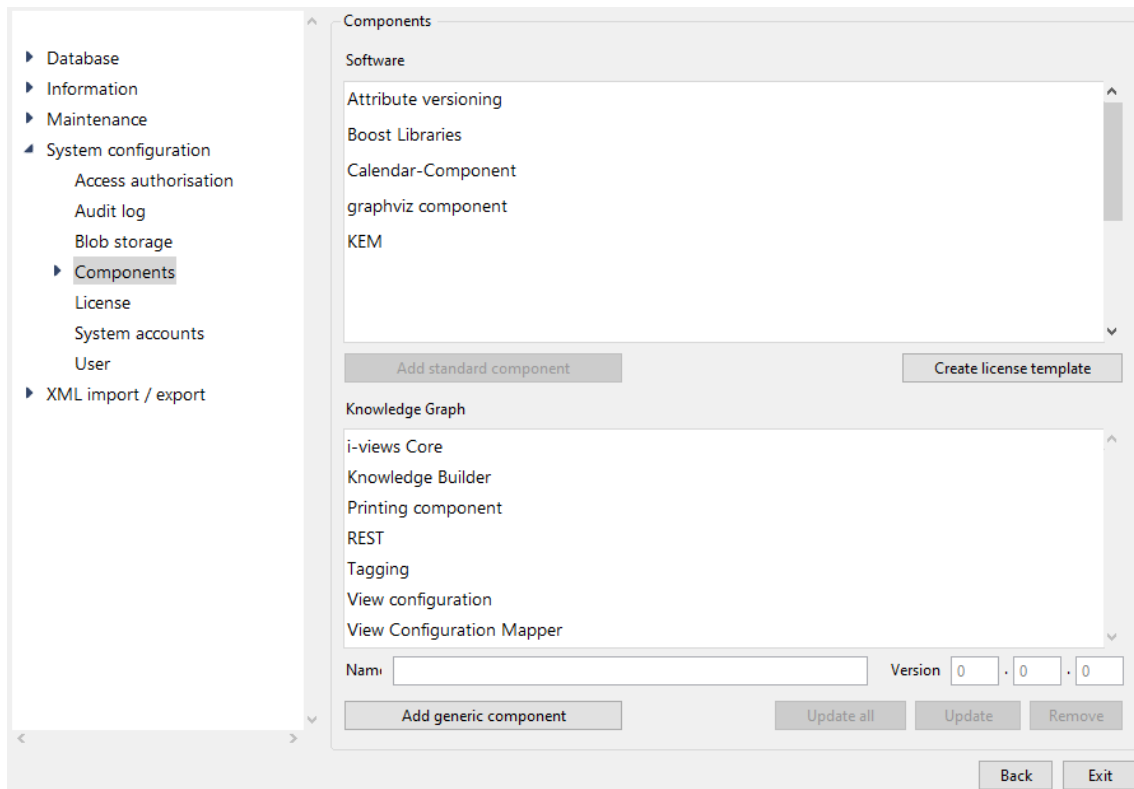 Database
Information
Maintenance
System configuration
Access authorisation
Audit log
Blob storage
Components
License
System accounts
User
XML import / export
Components
Software
Attribute versioning
Boost Libraries
Calendar-Component
graphviz component
KEM
Add standard component
Create license template
Knowledge Graph
i-views Core
Knowledge Builder
Printing component
REST
Tagging
View configuration
View Configuration Mapper
Name Version 0 . 0 . 0
Add generic component
Update all Update Remove
Back Exit